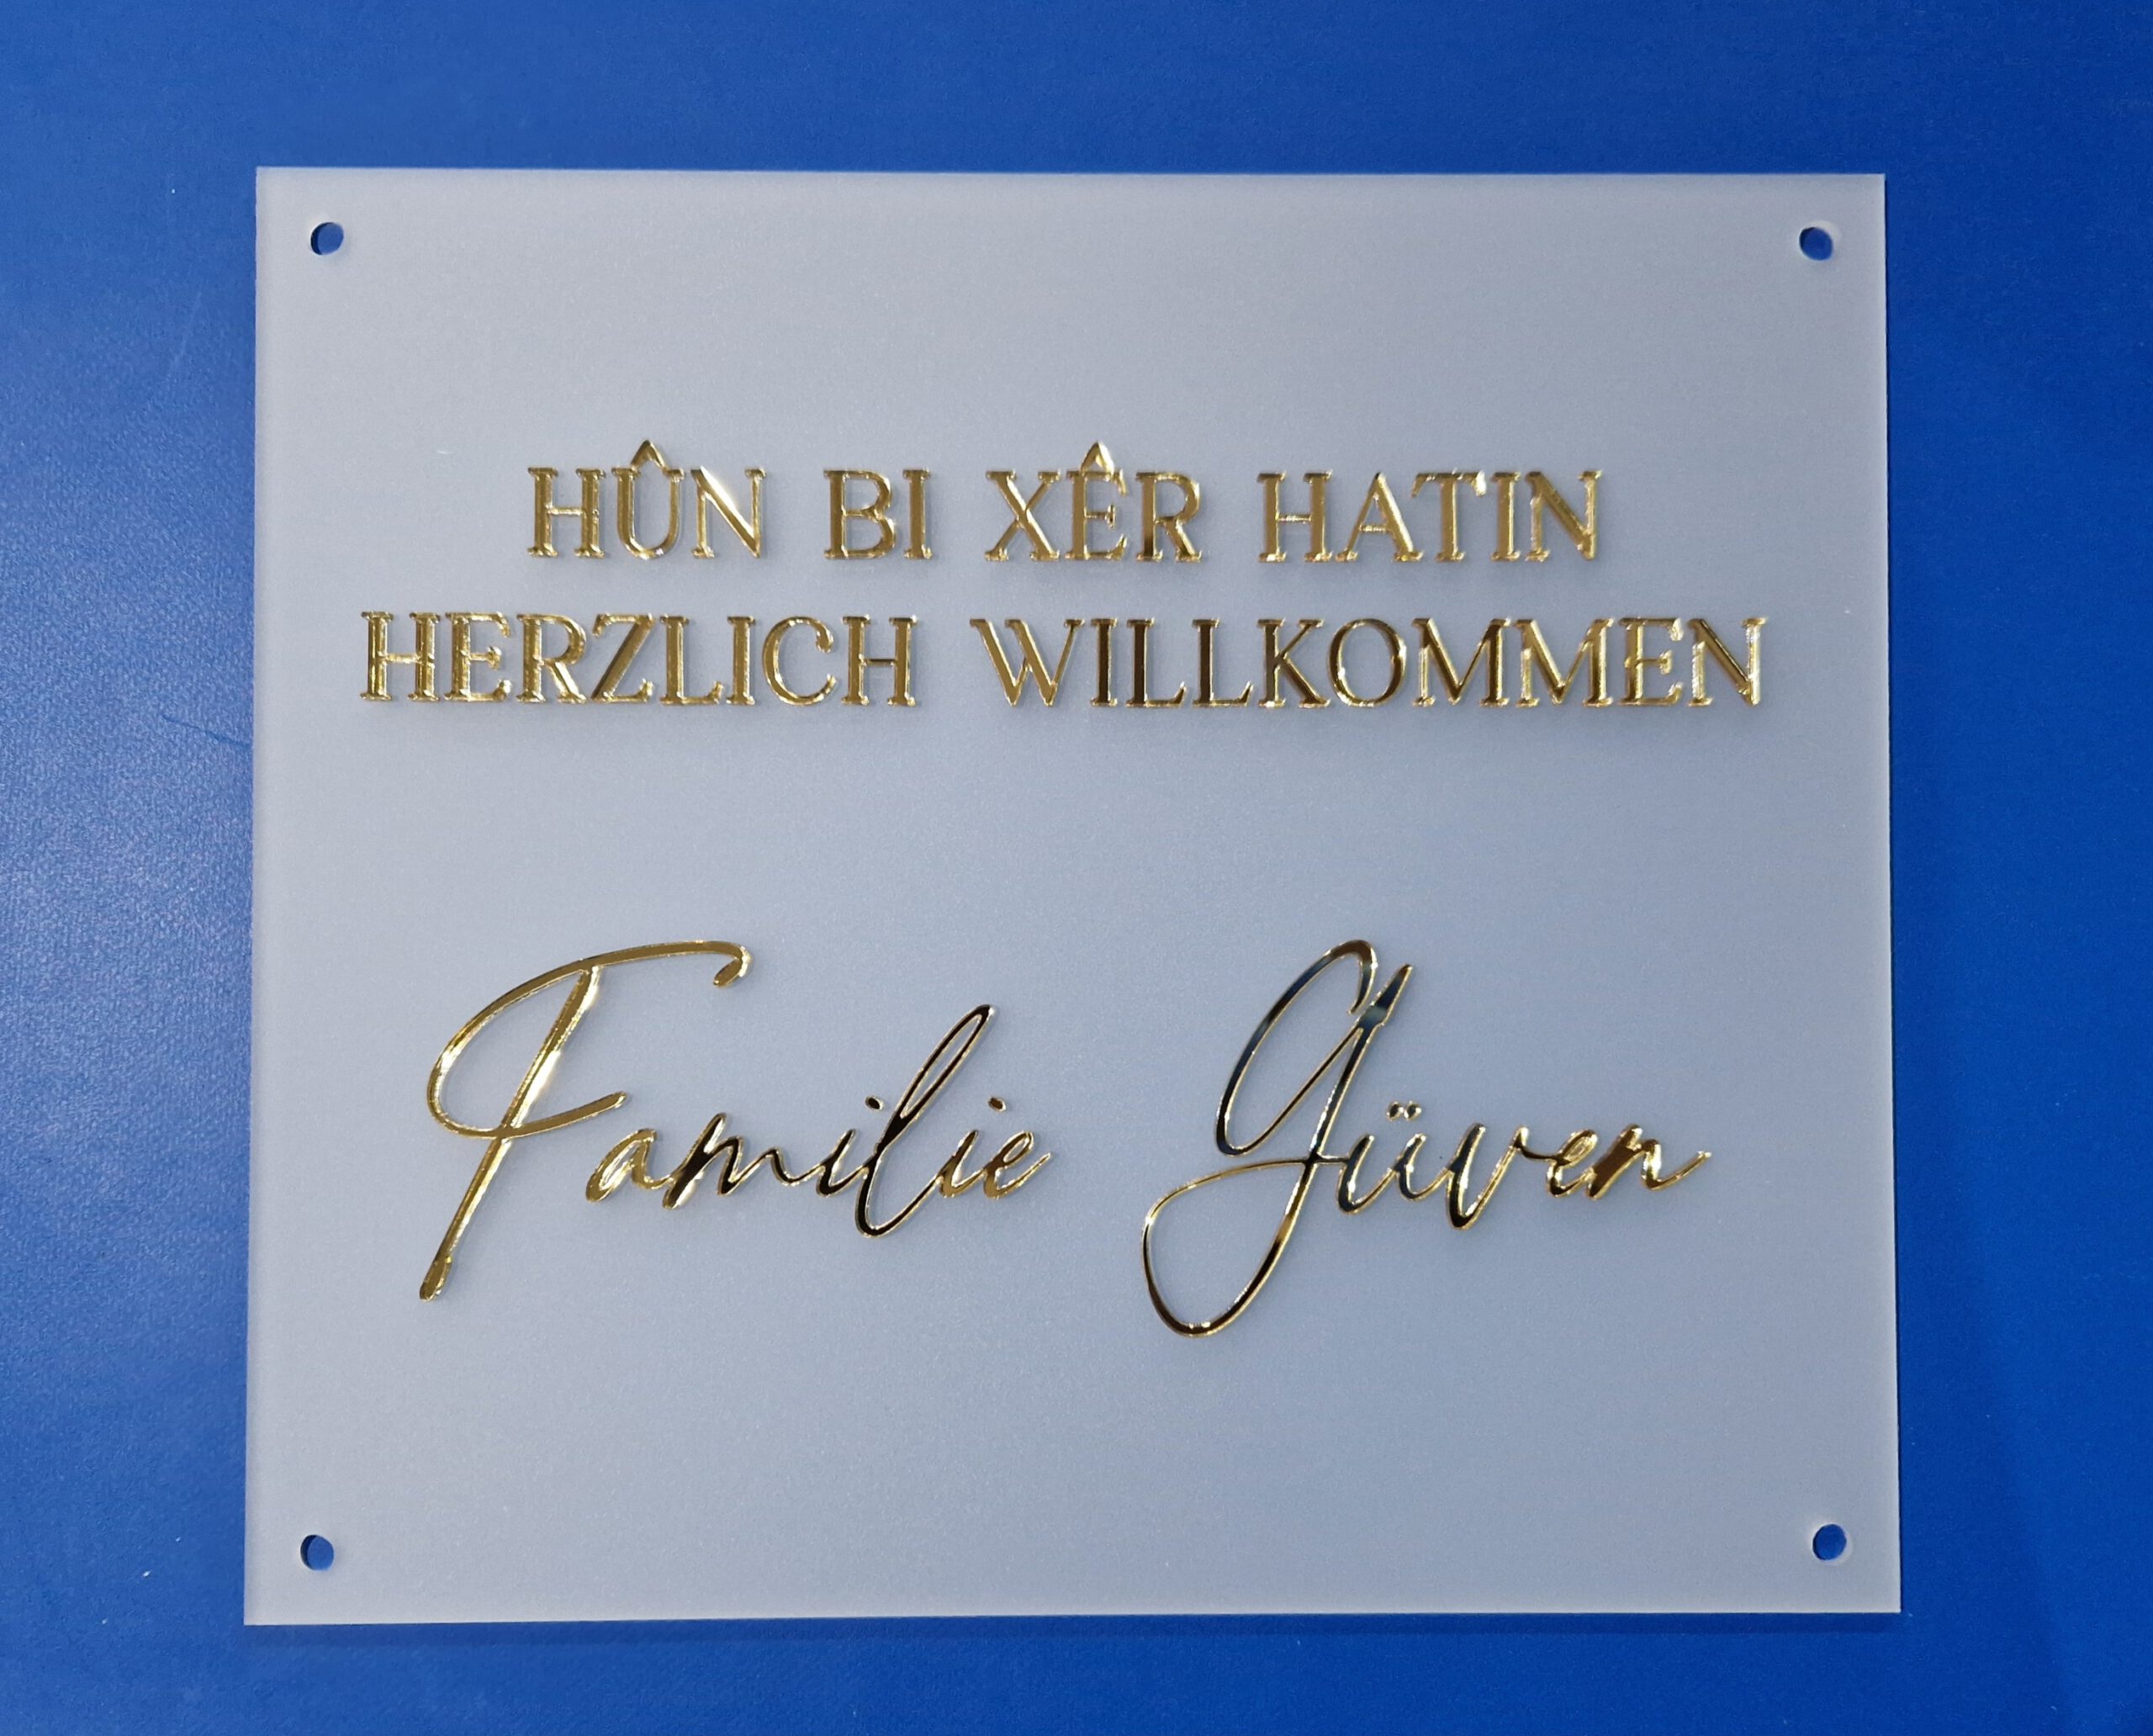 HÛN BI XÊR HATIN
HERZLICH WILLKOMMEN
Familie Güven